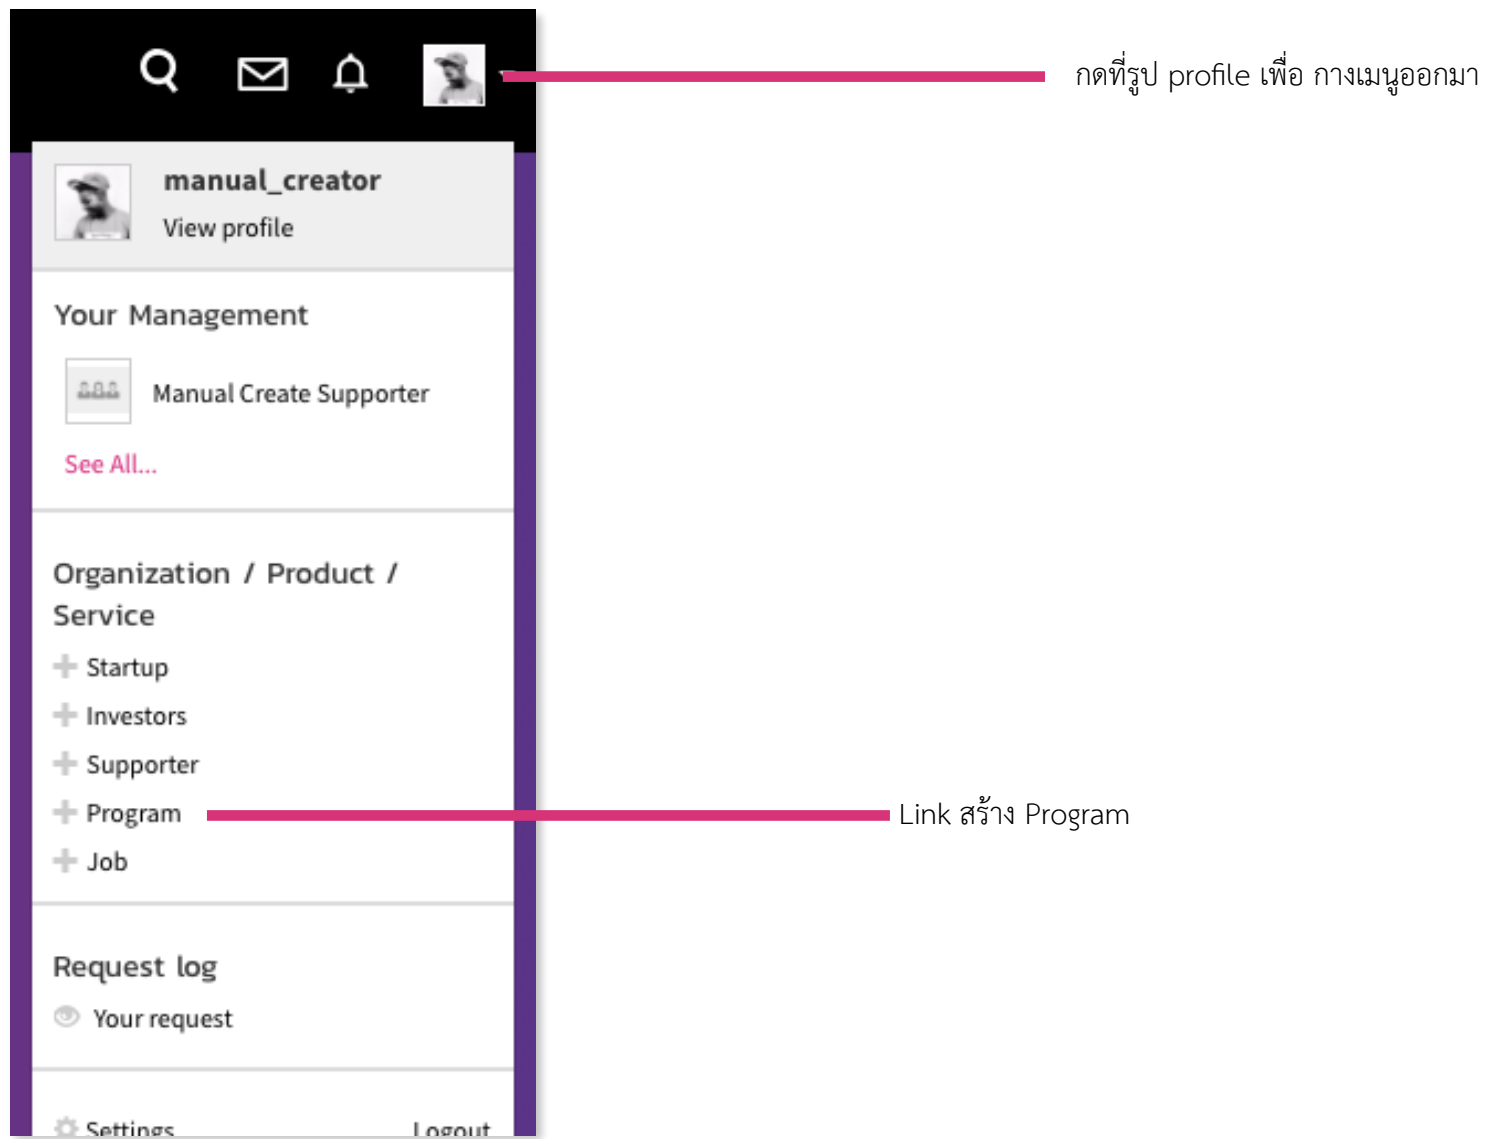 กดที่รูป profile เพื่อ กางเมนูออกมา
manual_creator
View profile
Your Management
Manual Create Supporter
See All...
Organization / Product /
Service
Startup
Investors
Supporter
Program
Link สร้าง Program
Job
Request log
Your request
Settings
Logout